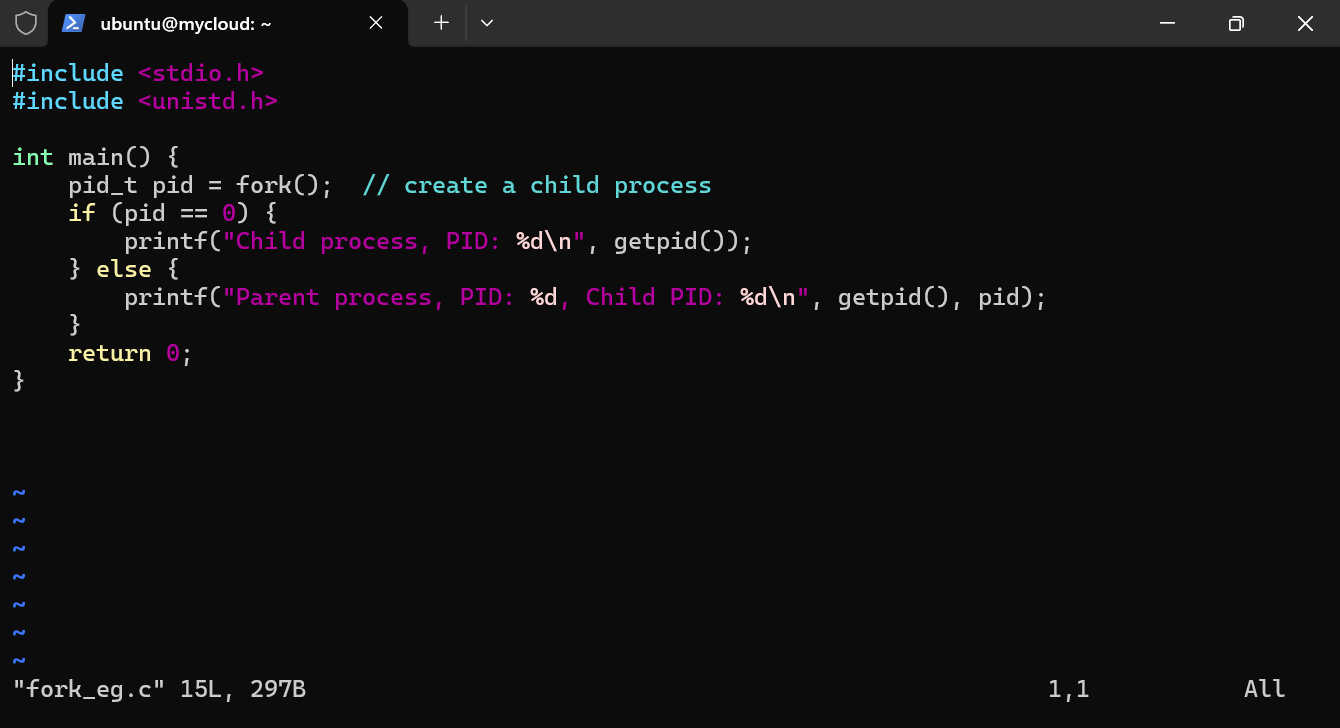 ubuntu@mycloud: ~
#include <stdio.h>
#include <unistd.h>
int main() {
    pid_t pid = fork();  // create a child process
    if (pid == 0) {
        printf("Child process, PID: %d\n", getpid());
    } else {
        printf("Parent process, PID: %d, Child PID: %d\n", getpid(), pid);
    }
    return 0;
}
~
~
~
~
~
~
~
"fork_eg.c" 15L, 297B 1,1 All